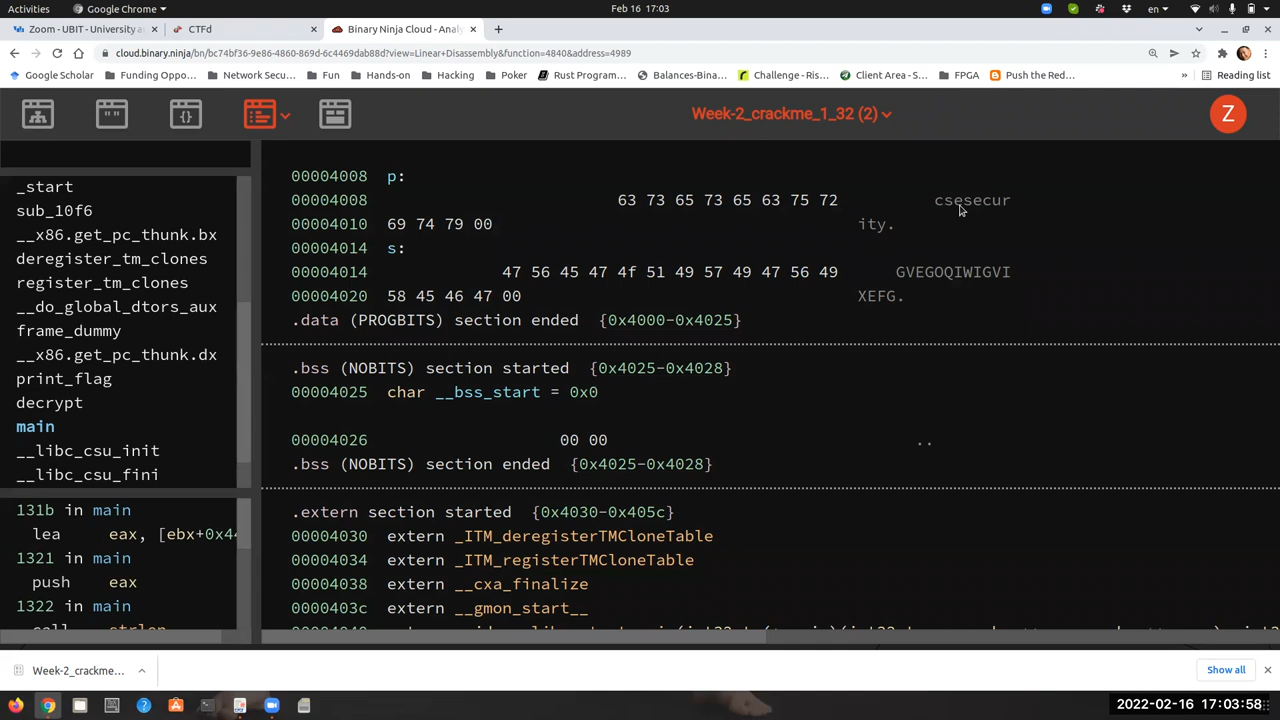 Activities Google Chrome Feb 16 17:03 en
Zoom - UBIT - University a × CTFd × Binary Ninja Cloud - Analy × +
cloud.binary.ninja/bn/bc74bf36-9e86-4860-869d-6c4469dab88d?view=Linear+Disassembly&function=4840&address=4989
Google Scholar Funding Oppo... Network Secu... Fun Hands-on Hacking Poker Rust Program... Balances-Bina... Challenge - Ris... Client Area - S... FPGA Push the Red... » Reading list
Week-2_crackme_1_32 (2) Z
_start
sub_10f6
__x86.get_pc_thunk.bx
deregister_tm_clones
register_tm_clones
__do_global_dtors_aux
frame_dummy
__x86.get_pc_thunk.dx
print_flag
decrypt
main
__libc_csu_init
__libc_csu_fini
131b in main
lea eax, [ebx+0x4
1321 in main
push eax
1322 in main
call strlen
00004008 p:
00004008 63 73 65 73 65 63 75 72 csesecur
00004010 69 74 79 00 ity.
00004014 s:
00004014 47 56 45 47 4f 51 49 57 49 47 56 49 GVEGOQIWIGVI
00004020 58 45 46 47 00 XEFG.
.data (PROGBITS) section ended {0x4000-0x4025}
.bss (NOBITS) section started {0x4025-0x4028}
00004025 char __bss_start = 0x0
00004026 00 00 ..
.bss (NOBITS) section ended {0x4025-0x4028}
.extern section started {0x4030-0x405c}
00004030 extern _ITM_deregisterTMCloneTable
00004034 extern _ITM_registerTMCloneTable
00004038 extern __cxa_finalize
0000403c extern __gmon_start__
Week-2_crackme.... Show all ×
2022-02-16 17:03:58